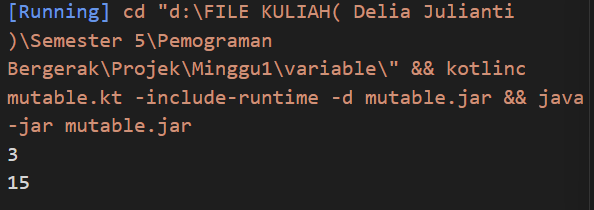 [Running] cd "d:\FILE KULIAH( Delia Julianti
)\Semester 5\Pemograman
Bergerak\Projek\Minggu1\variable\" && kotlinc
mutable.kt -include-runtime -d mutable.jar && java
-jar mutable.jar
3
15